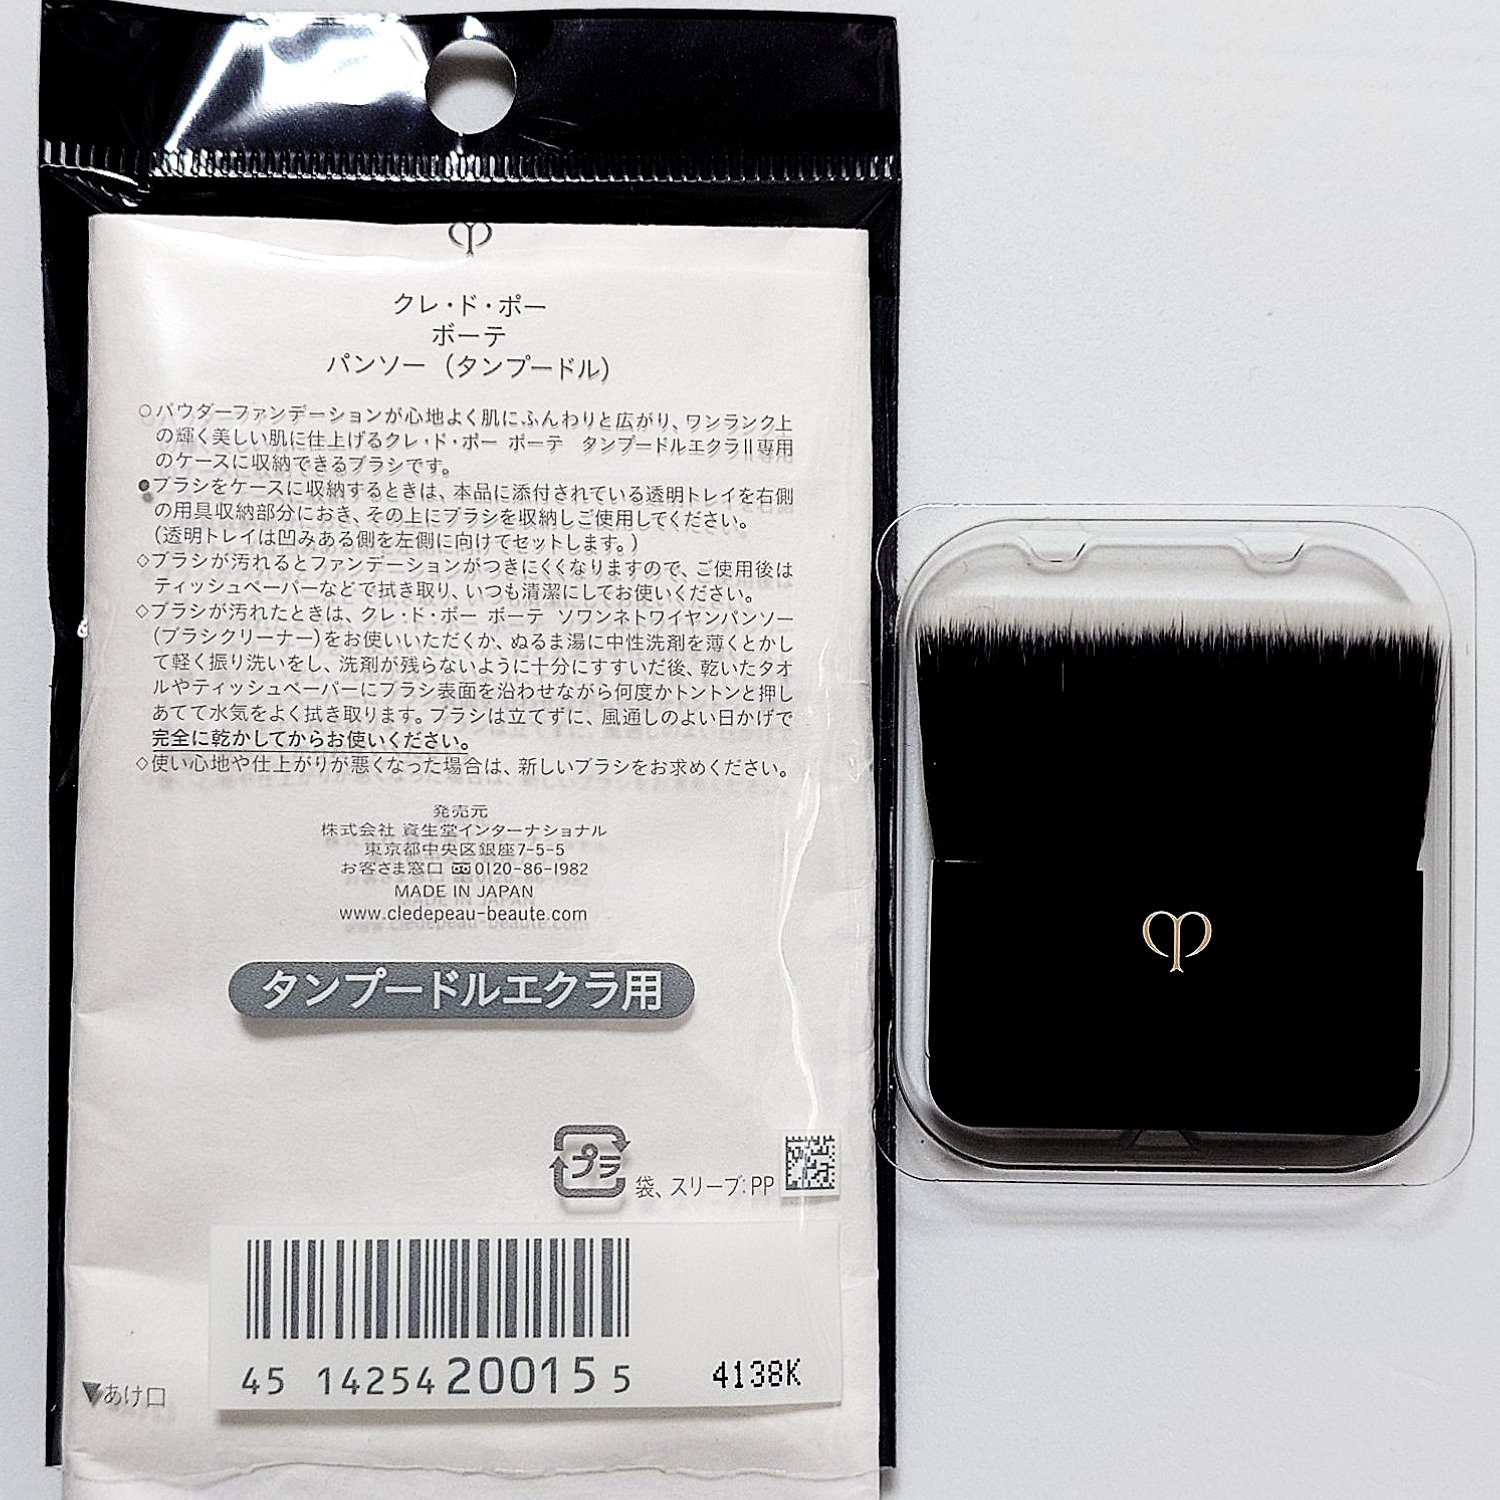 クレ・ド・ポー
ボーテ
パンソー（タンプードル）
○パウダーファンデーションが心地よく肌にふんわりと広がり、ワンランク上
の輝く美しい肌に仕上げるクレ・ド・ポー ボーテ タンプードルエクラⅡ専用
のケースに収納できるブラシです。
●ブラシをケースに収納するときは、本品に添付されている透明トレイを右側
の用具収納部分におき、その上にブラシを収納しご使用してください。
（透明トレイは凹みある側を左側に向けてセットします。）
◇ブラシが汚れるとファンデーションがつきにくくなりますので、ご使用後は
ティッシュペーパーなどで拭き取り、いつも清潔にしてお使いください。
◇ブラシが汚れたときは、クレ・ド・ポー ボーテ ソワンネトワイヤンパンソー
（ブラシクリーナー）をお使いいただくか、ぬるま湯に中性洗剤を薄くとかし
て軽く振り洗いをし、洗剤が残らないように十分にすすいだ後、乾いたタオ
ルやティッシュペーパーにブラシ表面を沿わせながら何度かトントンと押し
あてて水気をよく拭き取ります。ブラシは立てずに、風通しのよい日かげで
完全に乾かしてからお使いください。
◇使い心地や仕上がりが悪くなった場合は、新しいブラシをお求めください。
発売元
株式会社 資生堂インターナショナル
東京都中央区銀座7-5-5
お客さま窓口 0120-86-1982
MADE IN JAPAN
www.cledepeau-beaute.com
タンプードルエクラ用
プラ
袋、スリーブ:PP
45 14254200155
4138K
▼あけ口